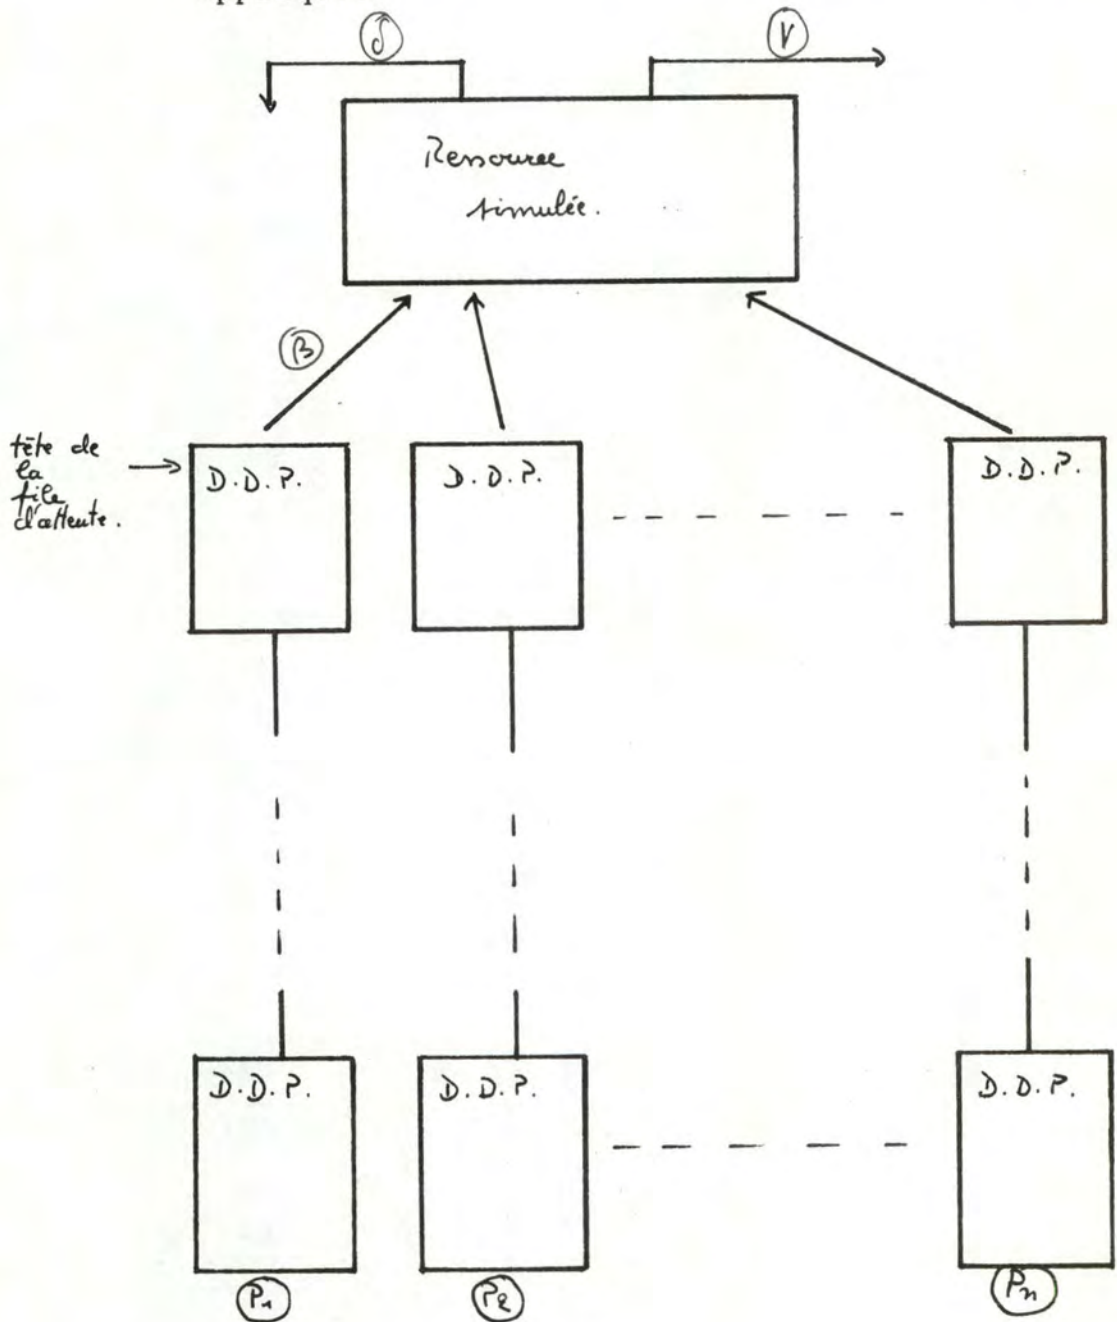 δ
γ
Ressource
simulée.
β
tête de
la
file
d'attente.
D.D.P.
D.D.P.
D.D.P.
D.D.P.
D.D.P.
D.D.P.
P1
P2
Pn